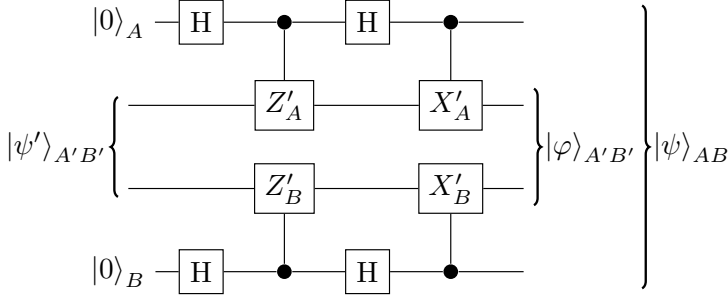 |0⟩_A H H
Z′_A X′_A
|ψ′⟩_{A′B′} |φ⟩_{A′B′} |ψ⟩_{AB}
Z′_B X′_B
|0⟩_B H H